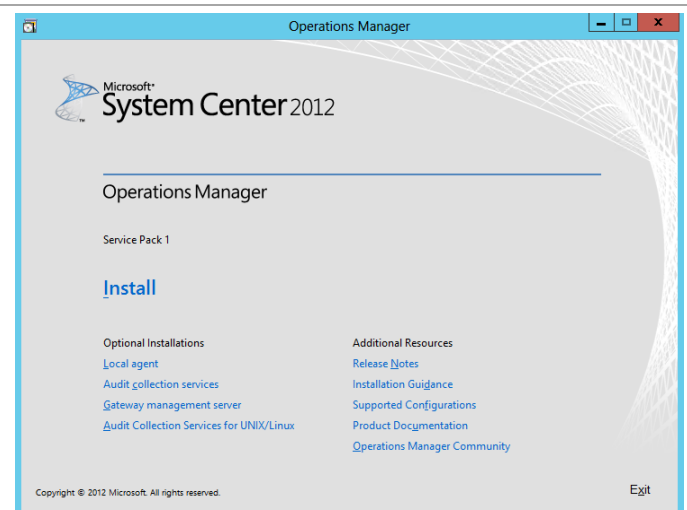 Operations Manager
Microsoft®
System Center 2012
™
Operations Manager
Service Pack 1
Install
Optional Installations
Local agent
Audit collection services
Gateway management server
Audit Collection Services for UNIX/Linux
Additional Resources
Release Notes
Installation Guidance
Supported Configurations
Product Documentation
Operations Manager Community
Copyright © 2012 Microsoft. All rights reserved.
Exit